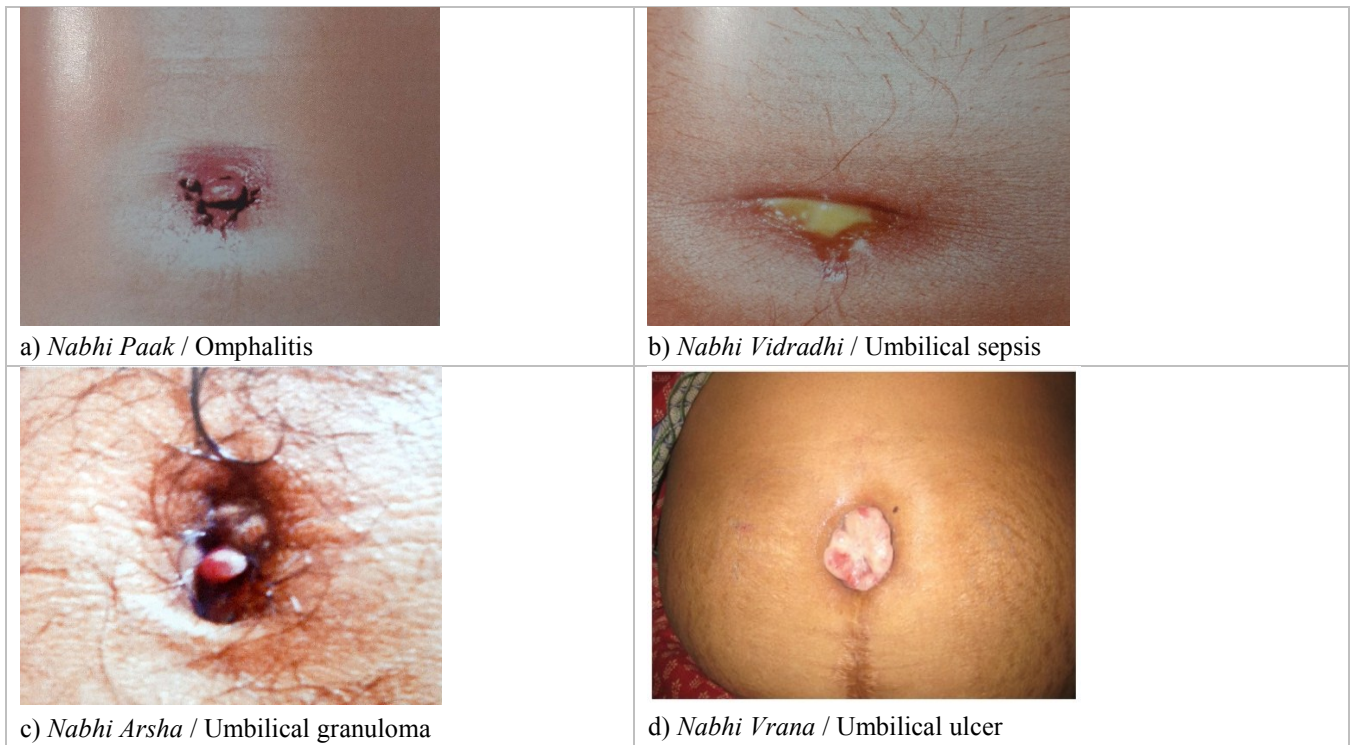 a) Nabhi Paak / Omphalitis
b) Nabhi Vidradhi / Umbilical sepsis
c) Nabhi Arsha / Umbilical granuloma
d) Nabhi Vrana / Umbilical ulcer